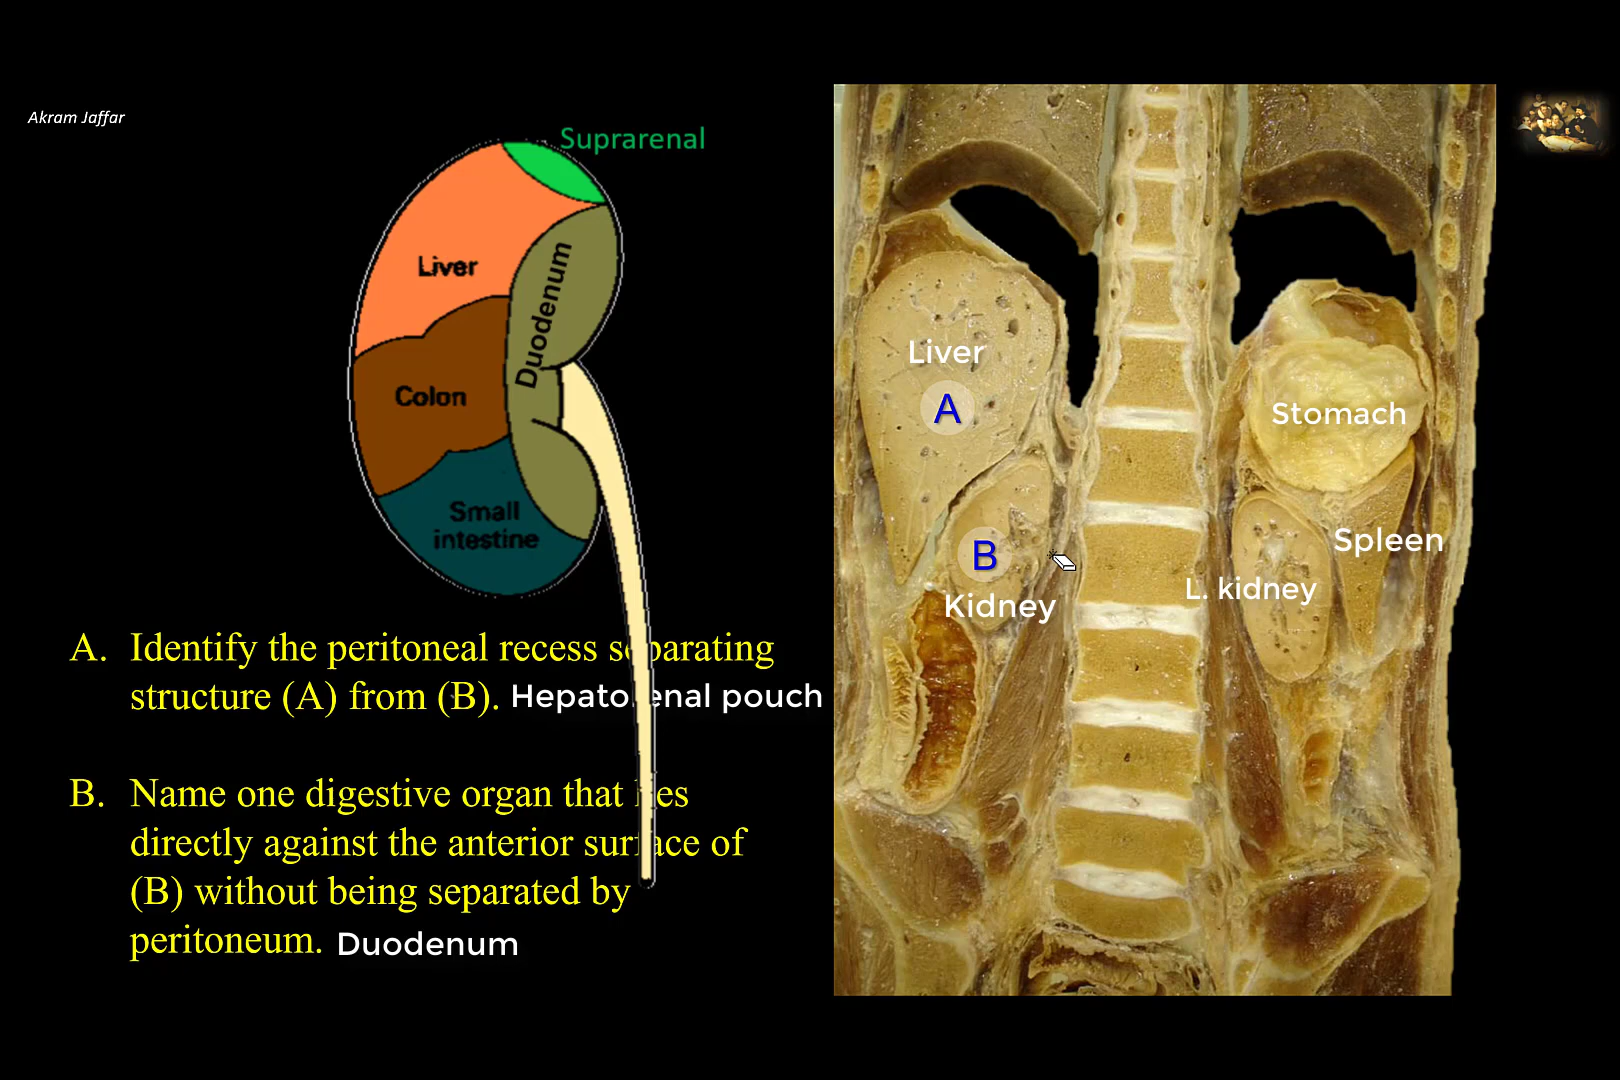 Akram Jaffar
Suprarenal
Liver
Duodenum
Colon
Small
intestine
A. Identify the peritoneal recess separating
structure (A) from (B). Hepatorenal pouch
B. Name one digestive organ that lies
directly against the anterior surface of
(B) without being separated by
peritoneum. Duodenum
Liver
A
Stomach
B
Spleen
Kidney
L. kidney